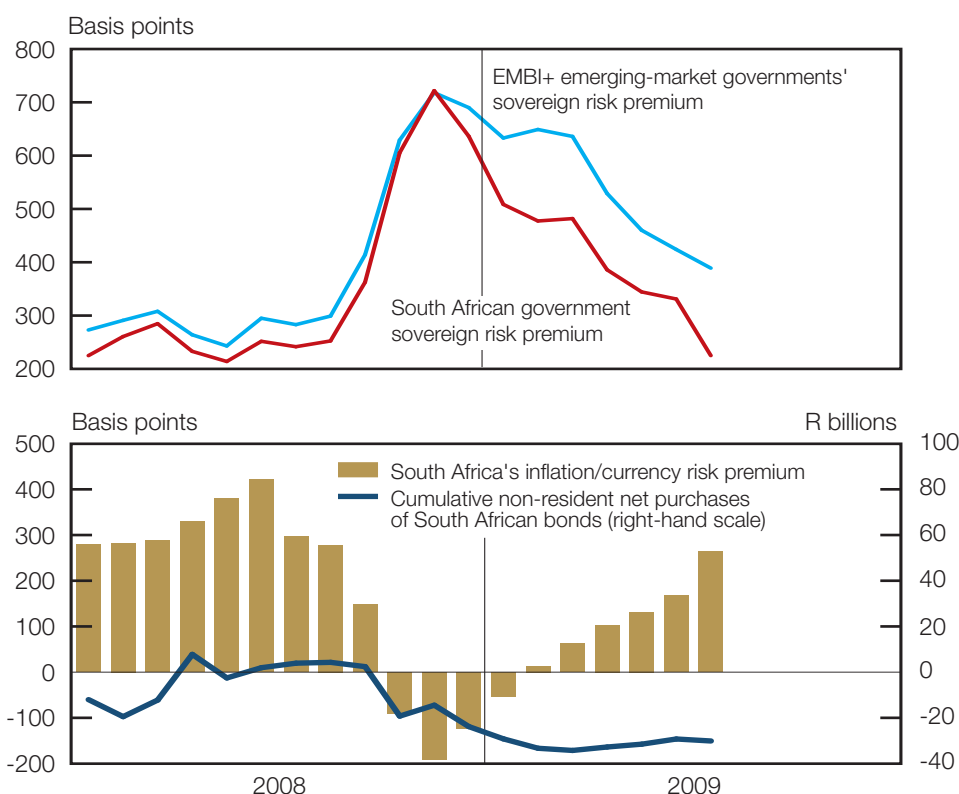 Basis points
800
700
600
500
400
300
200
EMBI+ emerging-market governments'
sovereign risk premium
South African government
sovereign risk premium
Basis points
R billions
500
400
300
200
100
0
-100
-200
South Africa's inflation/currency risk premium
Cumulative non-resident net purchases
of South African bonds (right-hand scale)
100
80
60
40
20
0
-20
-40
2008
2009